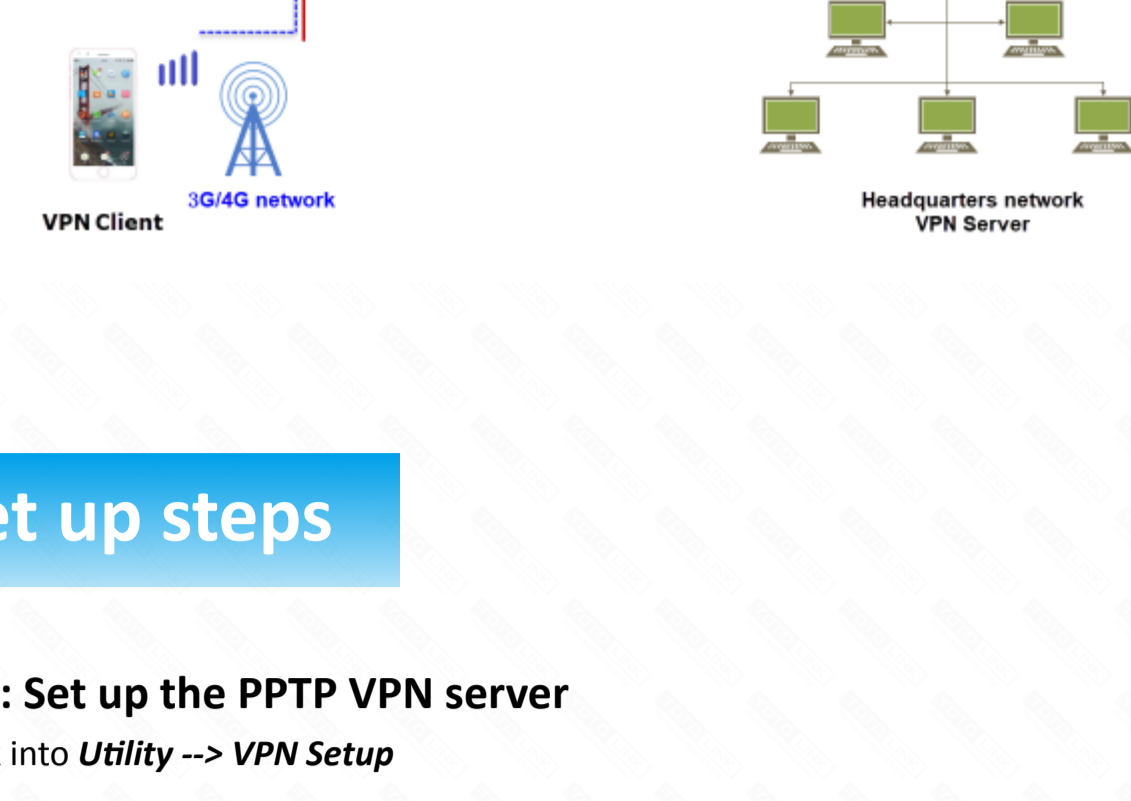 3G/4G network
VPN Client
Headquarters network
VPN Server
et up steps
: Set up the PPTP VPN server
into Utility --> VPN Setup